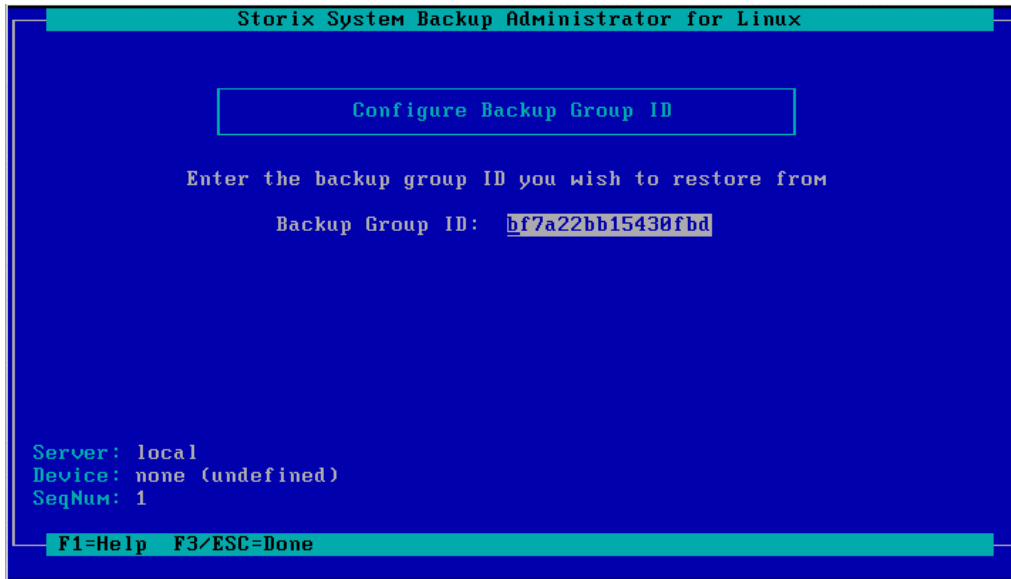 Storix System Backup Administrator for Linux
Configure Backup Group ID
Enter the backup group ID you wish to restore from
Backup Group ID: bf7a22bb15430fbd
Server: local
Device: none (undefined)
SeqNum: 1
F1=Help F3/ESC=Done